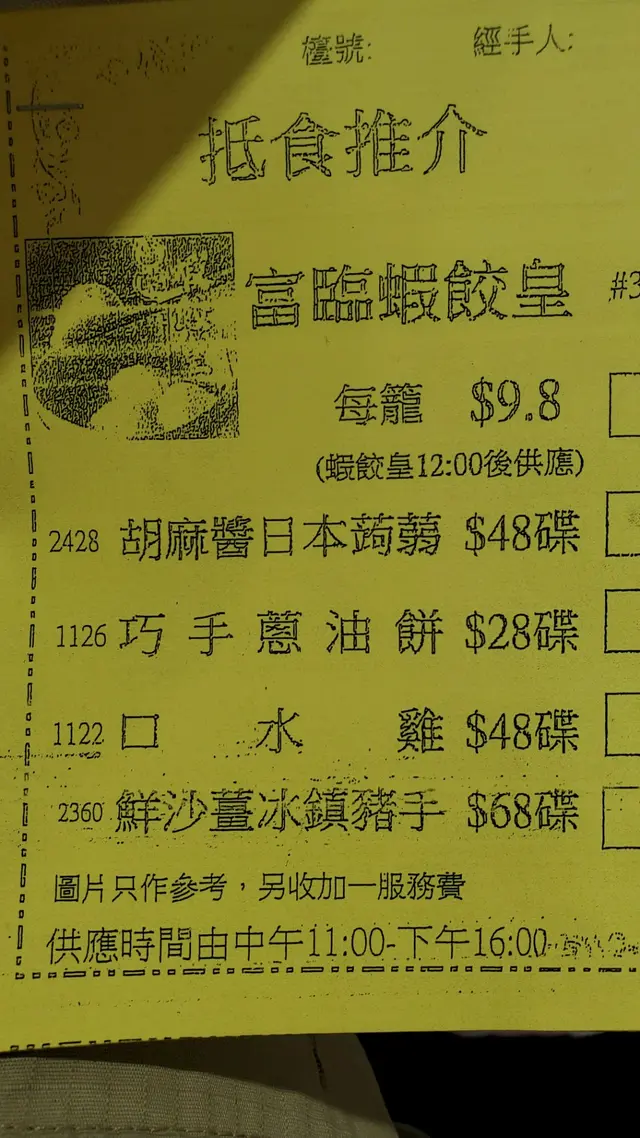 檯號: 經手人:
抵食推介
富臨蝦餃皇 #3
每籠 $9.8
(蝦餃皇12:00後供應)
2428 胡麻醬日本蒟蒻 $48碟
1126 巧手蔥油餅 $28碟
1122 口水雞 $48碟
2360 鮮沙薑冰鎮豬手 $68碟
圖片只作參考，另收加一服務費
供應時間由中午11:00-下午16:00